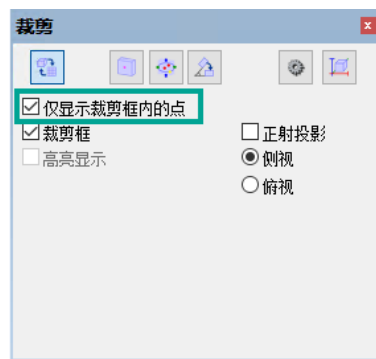 裁剪
仅显示裁剪框内的点
裁剪框
正射投影
高亮显示
侧视
俯视